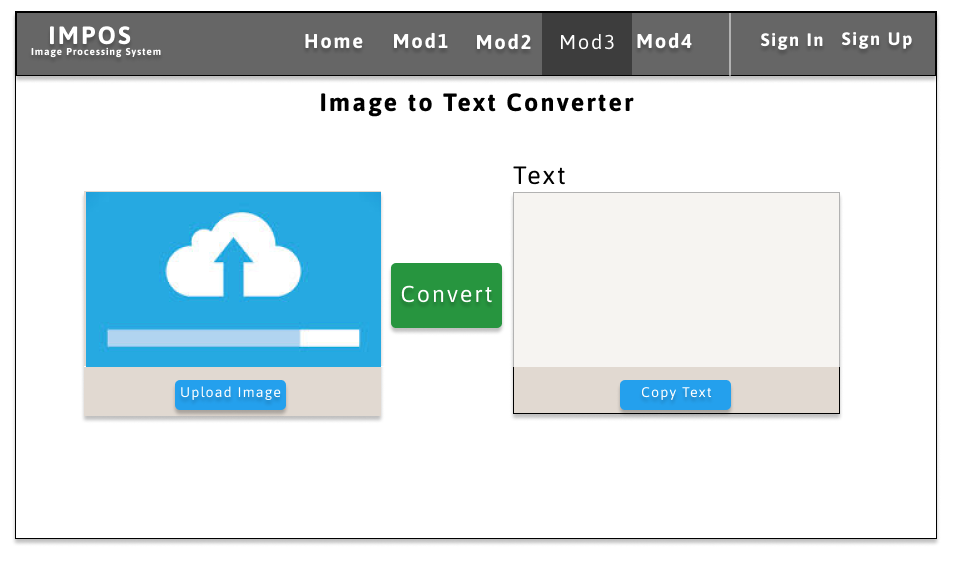 IMPOS
Image Processing System
Home Mod1 Mod2 Mod3 Mod4 Sign In Sign Up
Image to Text Converter
Text
Convert
Upload Image
Copy Text